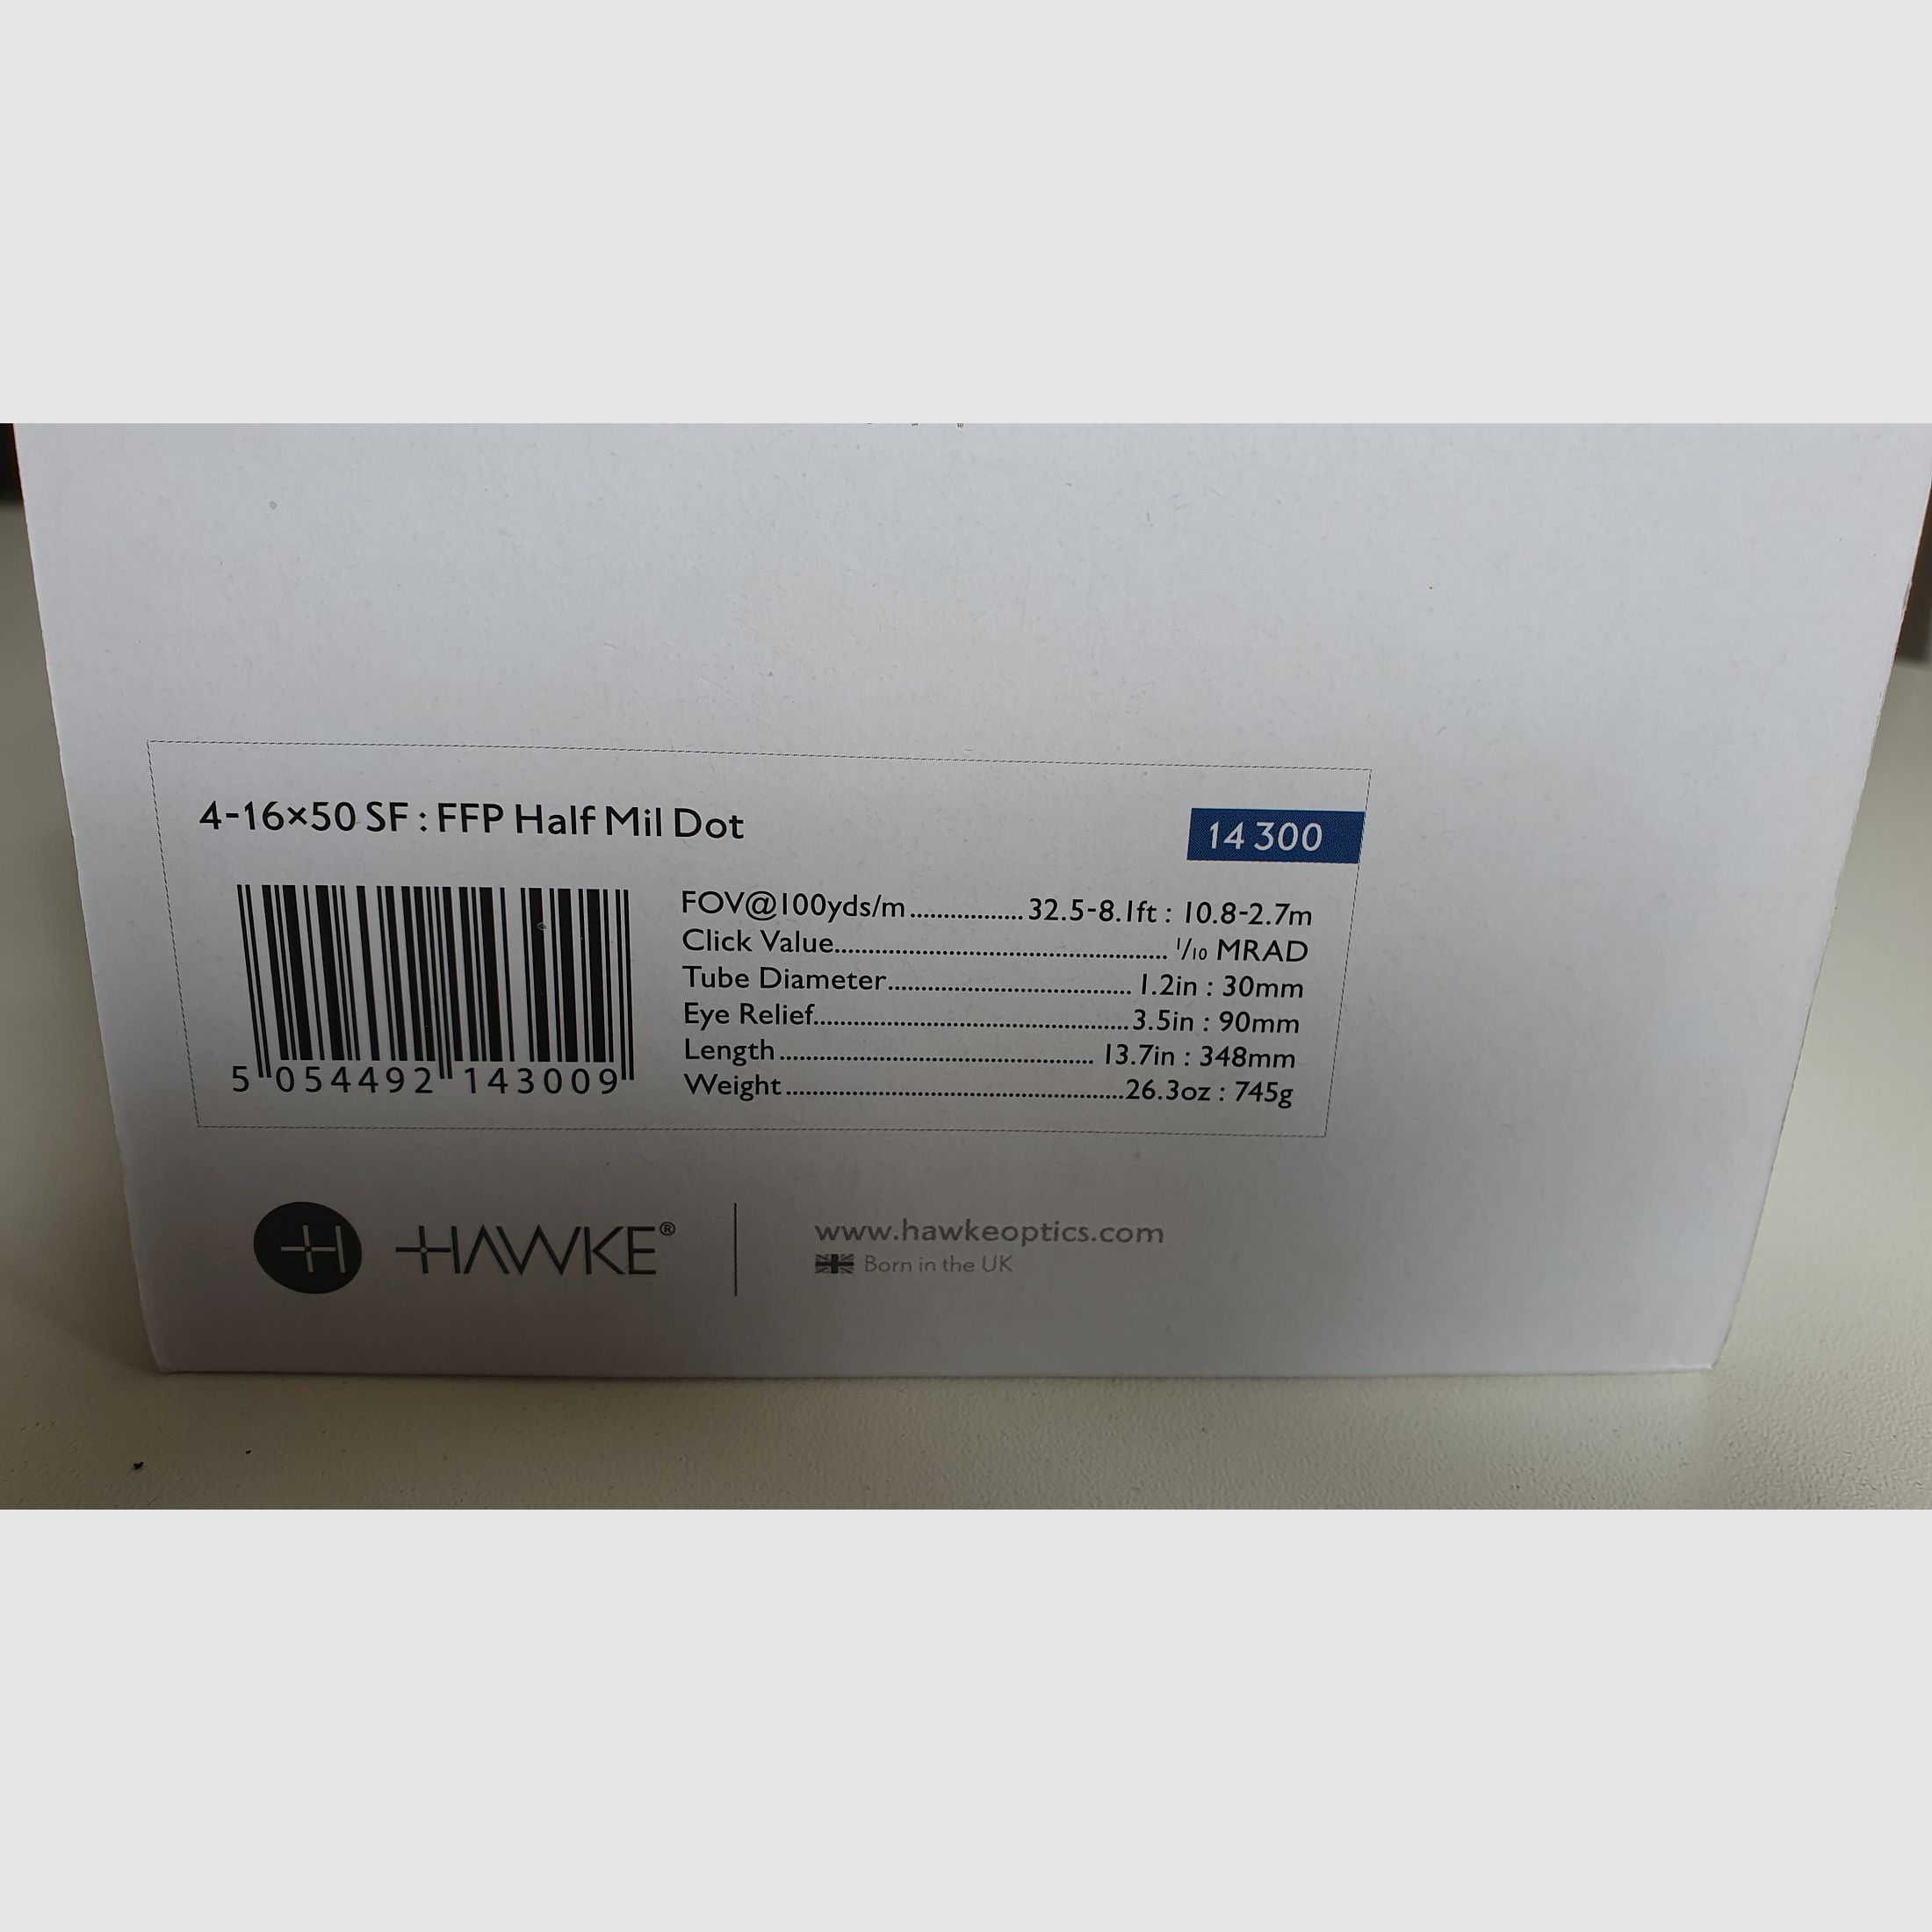 4-16×50 SF : FFP Half Mil Dot
14 300
FOV@100yds/m................32.5-8.1ft : 10.8-2.7m
Click Value................ 1/10 MRAD
Tube Diameter................ 1.2in : 30mm
Eye Relief................3.5in : 90mm
Length................ 13.7in : 348mm
Weight................26.3oz : 745g
5 054492 143009
H HAWKE®
www.hawkeoptics.com
Born in the UK